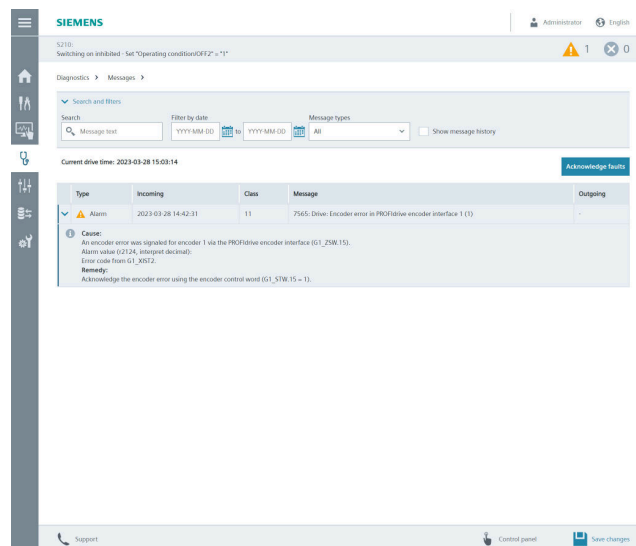 SIEMENS
Administrator
English
S210:
Switching on inhibited - Set "Operating condition/OFF2" = "1"
1
0
Diagnostics > Messages >
Search and filters
Search
Filter by date
Message types
Message text
YYYY-MM-DD
to
YYYY-MM-DD
All
Show message history
Current drive time: 2023-03-28 15:03:14
Acknowledge faults
Type
Incoming
Class
Message
Outgoing
Alarm
2023-03-28 14:42:31
11
7565: Drive: Encoder error in PROFIdrive encoder interface 1 (1)
-
Cause:
An encoder error was signaled for encoder 1 via the PROFIdrive encoder interface (G1_ZSW.15).
Alarm value (r2124, interpret decimal):
Error code from G1_XIST2.
Remedy:
Acknowledge the encoder error using the encoder control word (G1_STW.15 = 1).
Support
Control panel
Save changes